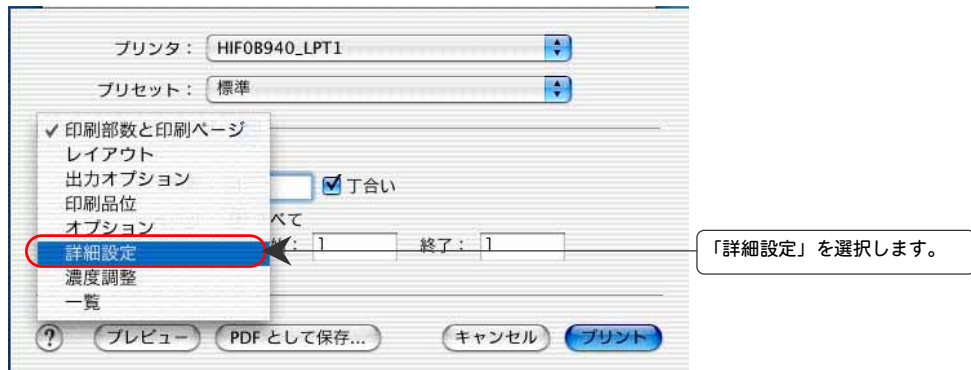 プリンタ： HIF0B940_LPT1
プリセット： 標準
✓ 印刷部数と印刷ページ
レイアウト
出力オプション
印刷品位
オプション
詳細設定
濃度調整
一覧
丁合い
べて
： 1 終了： 1
「詳細設定」を選択します。
? プレビュー PDF として保存... キャンセル プリント